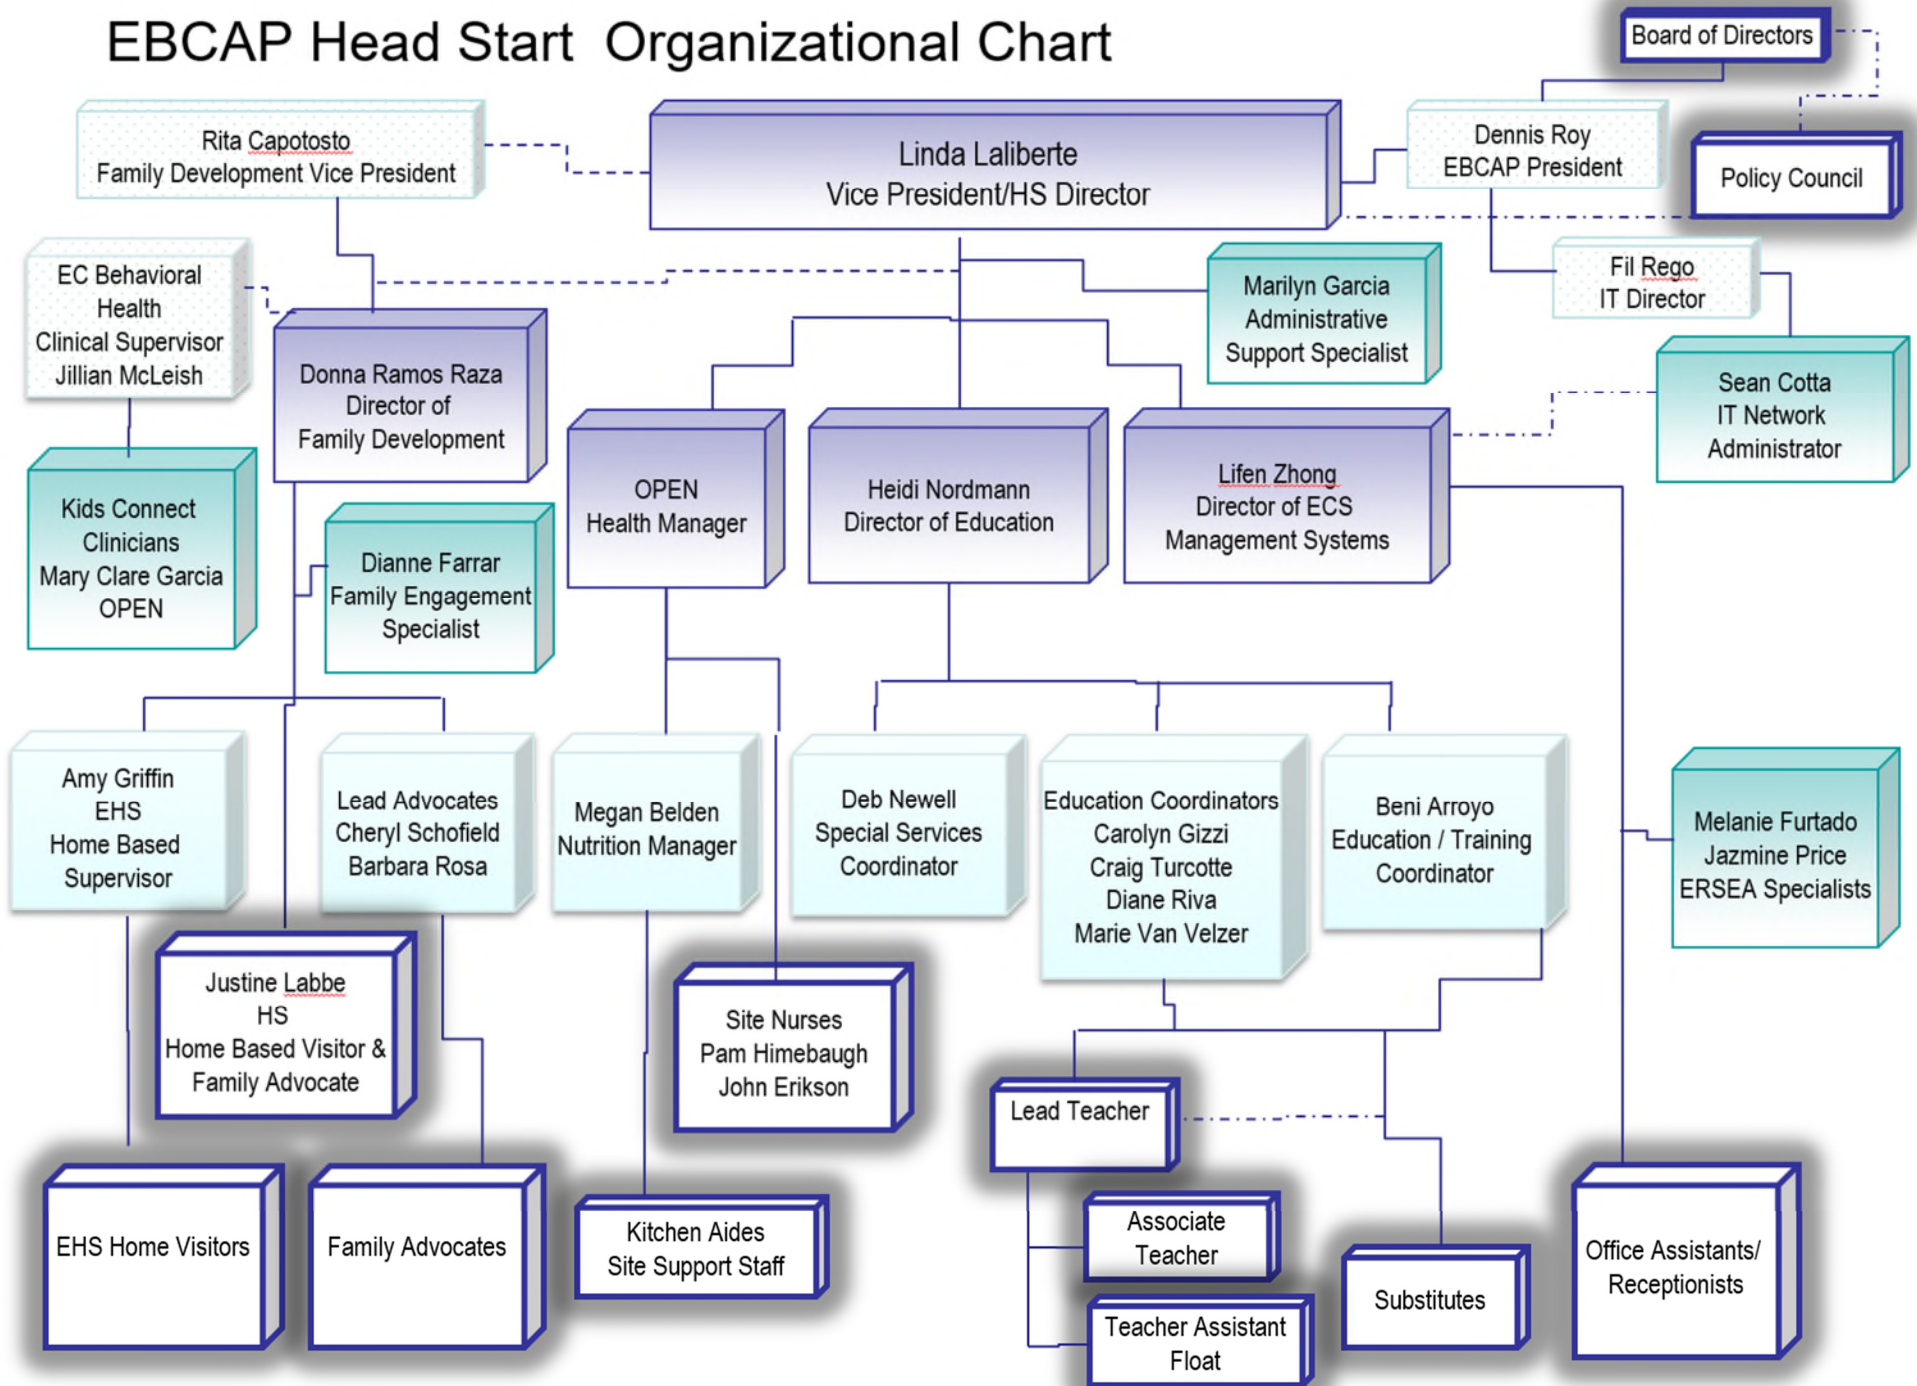 EBCAP Head Start Organizational Chart
Board of Directors
Rita Capotosto
Family Development Vice President
Linda Laliberte
Vice President/HS Director
Dennis Roy
EBCAP President
Policy Council
EC Behavioral
Health
Clinical Supervisor
Jillian McLeish
Marilyn Garcia
Administrative
Support Specialist
Fil Rego
IT Director
Donna Ramos Raza
Director of
Family Development
Sean Cotta
IT Network
Administrator
Kids Connect
Clinicians
Mary Clare Garcia
OPEN
Dianne Farrar
Family Engagement
Specialist
OPEN
Health Manager
Heidi Nordmann
Director of Education
Lifen Zhong
Director of ECS
Management Systems
Amy Griffin
EHS
Home Based
Supervisor
Lead Advocates
Cheryl Schofield
Barbara Rosa
Megan Belden
Nutrition Manager
Deb Newell
Special Services
Coordinator
Education Coordinators
Carolyn Gizzi
Craig Turcotte
Diane Riva
Marie Van Velzer
Beni Arroyo
Education / Training
Coordinator
Melanie Furtado
Jazmine Price
ERSEA Specialists
Justine Labbe
HS
Home Based Visitor &
Family Advocate
Site Nurses
Pam Himebaugh
John Erikson
Lead Teacher
EHS Home Visitors
Family Advocates
Kitchen Aides
Site Support Staff
Associate
Teacher
Teacher Assistant
Float
Substitutes
Office Assistants/
Receptionists